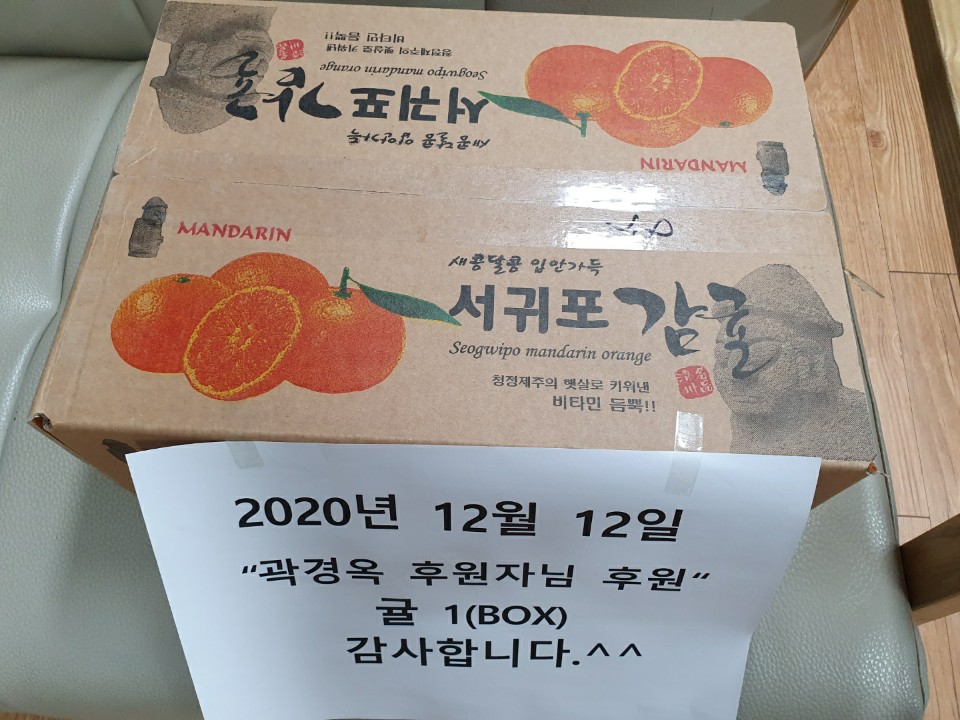 청정제주의 햇살로 키워낸
비타민 듬뿍!!
Seogwipo mandarin orange
서귀포 감귤
새콩달콩 입안가득
MANDARIN
MANDARIN
새콩달콩 입안가득
서귀포 감귤
Seogwipo mandarin orange
청정제주의 햇살로 키워낸
비타민 듬뿍!!
2020년 12월 12일
“곽경옥 후원자님 후원”
귤 1(BOX)
감사합니다.^^